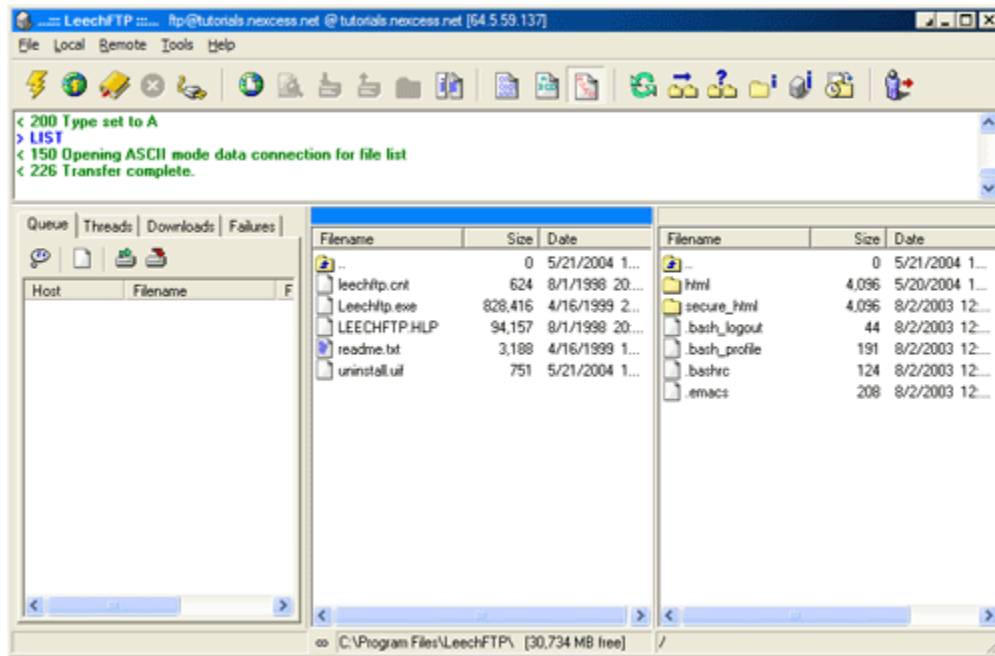 ...::: LeechFTP :::... ftp@tutorials.nexcess.net @ tutorials.nexcess.net [64.5.59.137]
File Local Remote Tools Help
< 200 Type set to A
> LIST
< 150 Opening ASCII mode data connection for file list
< 226 Transfer complete.
Queue Threads Downloads Failures
Host Filename F
Filename Size Date
.. 0 5/21/2004 1...
leechftp.cnt 624 8/1/1998 20:...
Leechftp.exe 828,416 4/16/1999 2...
LEECHFTP.HLP 94,157 8/1/1998 20:...
readme.txt 3,188 4/16/1999 1...
uninstall.uif 751 5/21/2004 1...
Filename Size Date
.. 0 5/21/2004 1...
html 4,096 5/20/2004 1...
secure_html 4,096 8/2/2003 12:...
.bash_logout 44 8/2/2003 12:...
.bash_profile 191 8/2/2003 12:...
.bashrc 124 8/2/2003 12:...
.emacs 208 8/2/2003 12:...
C:\Program Files\LeechFTP\ [30,734 MB free] /